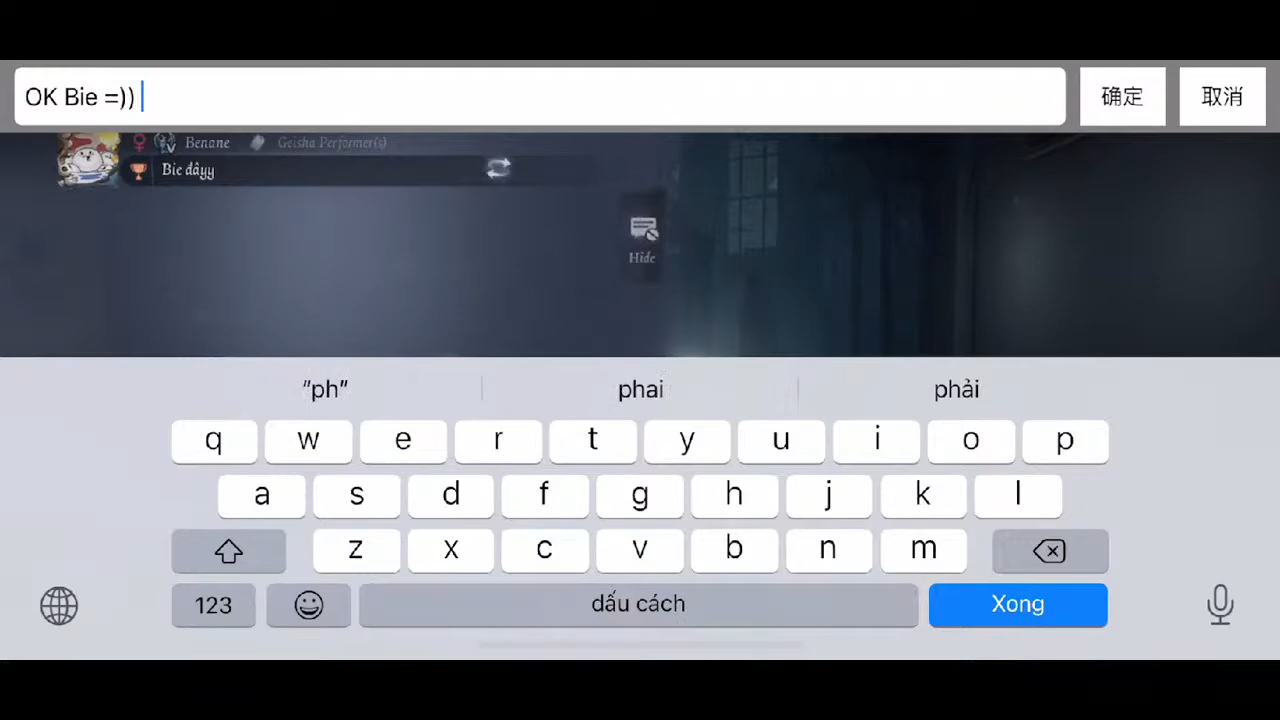 OK Bie =))
确定
取消
Benane
Geisha Performer(s)
Bie đâyy
Hide
“ph”
phai
phải
q w e r t y u i o p
a s d f g h j k l
z x c v b n m
123
dấu cách
Xong